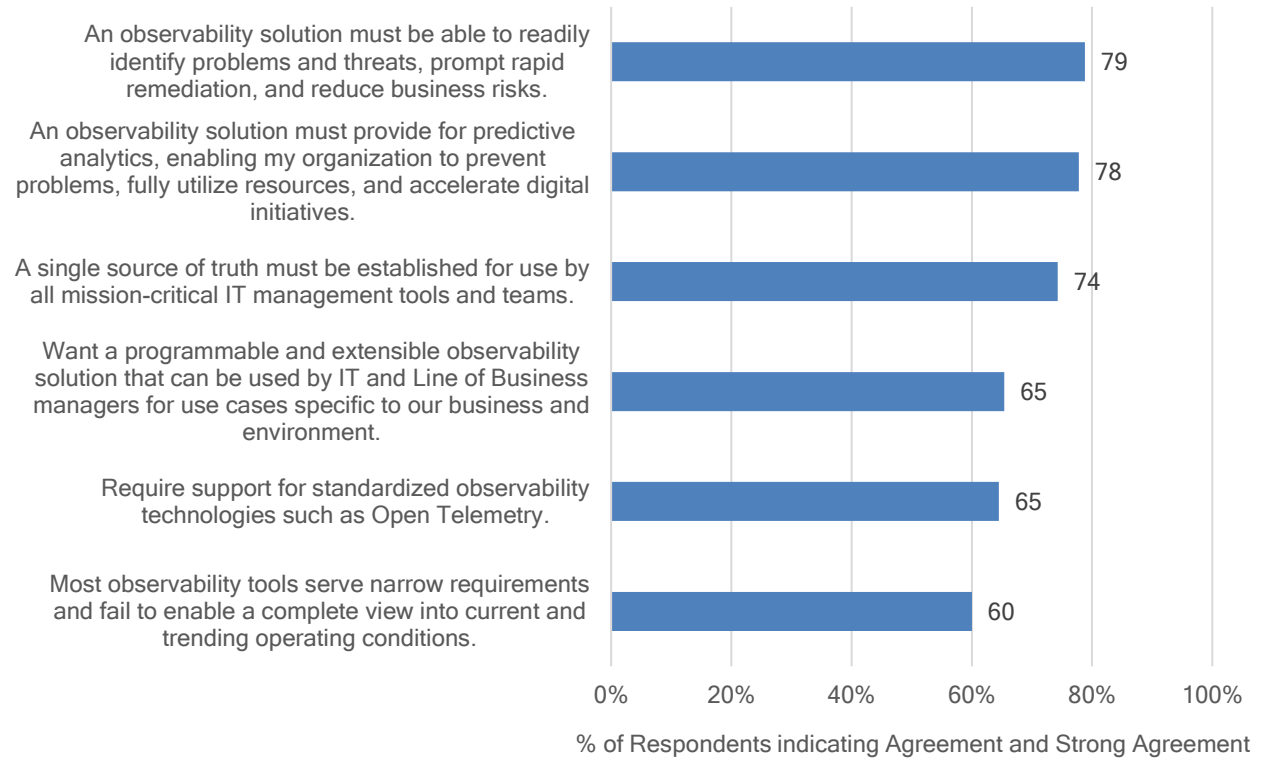 An observability solution must be able to readily
identify problems and threats, prompt rapid
remediation, and reduce business risks.
79
An observability solution must provide for predictive
analytics, enabling my organization to prevent
problems, fully utilize resources, and accelerate digital
initiatives.
78
A single source of truth must be established for use by
all mission-critical IT management tools and teams.
74
Want a programmable and extensible observability
solution that can be used by IT and Line of Business
managers for use cases specific to our business and
environment.
65
Require support for standardized observability
technologies such as Open Telemetry.
65
Most observability tools serve narrow requirements
and fail to enable a complete view into current and
trending operating conditions.
60
0% 20% 40% 60% 80% 100%
% of Respondents indicating Agreement and Strong Agreement